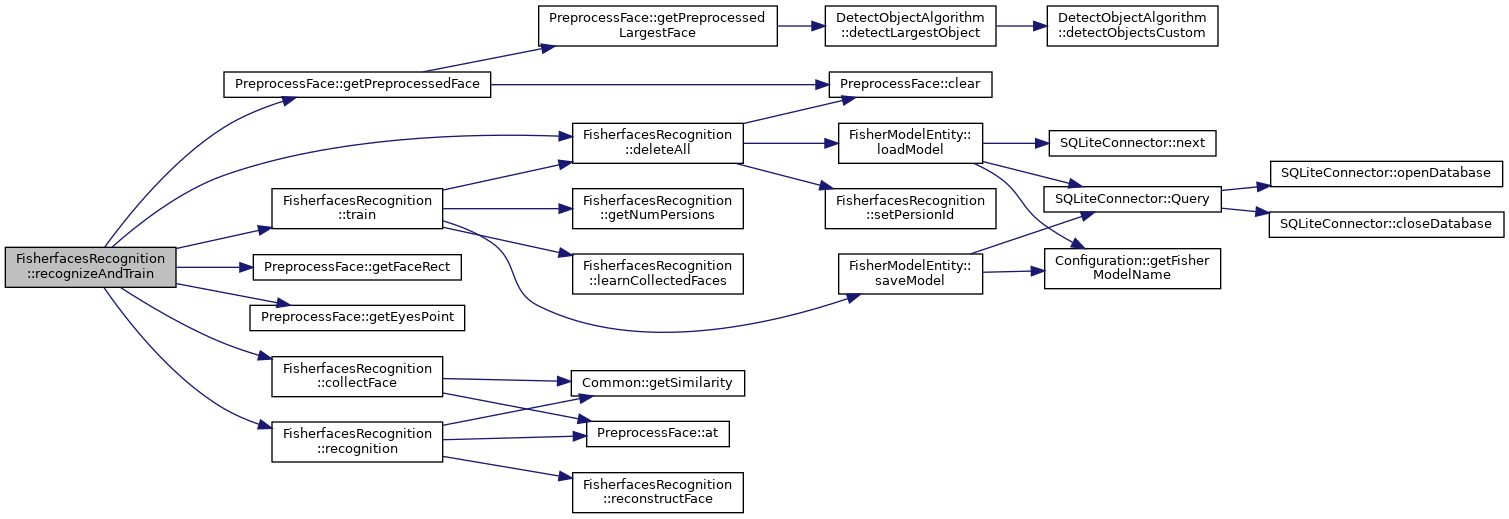 PreprocessFace::getPreprocessed
LargestFace
DetectObjectAlgorithm
::detectLargestObject
DetectObjectAlgorithm
::detectObjectsCustom
PreprocessFace::getPreprocessedFace
PreprocessFace::clear
FisherfacesRecognition
::deleteAll
FisherModelEntity::
loadModel
SQLiteConnector::next
SQLiteConnector::openDatabase
FisherfacesRecognition
::train
FisherfacesRecognition
::getNumPersions
FisherfacesRecognition
::setPersionId
SQLiteConnector::Query
SQLiteConnector::closeDatabase
FisherfacesRecognition
::recognizeAndTrain
PreprocessFace::getFaceRect
FisherfacesRecognition
::learnCollectedFaces
FisherModelEntity::
saveModel
Configuration::getFisher
ModelName
PreprocessFace::getEyesPoint
FisherfacesRecognition
::collectFace
Common::getSimilarity
FisherfacesRecognition
::recognition
PreprocessFace::at
FisherfacesRecognition
::reconstructFace